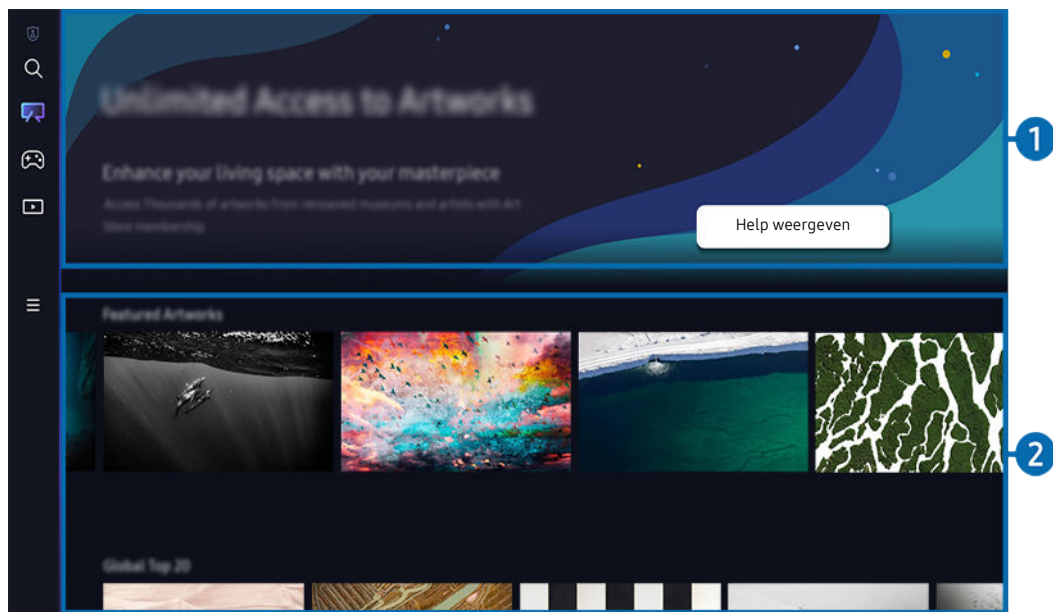 Unlimited Access to Artworks
Enhance your living space with your masterpiece
Access Thousands of artworks from renowned museums and artists with Art
Store membership
Help weergeven
1
Featured Artworks
2
Global Top 20